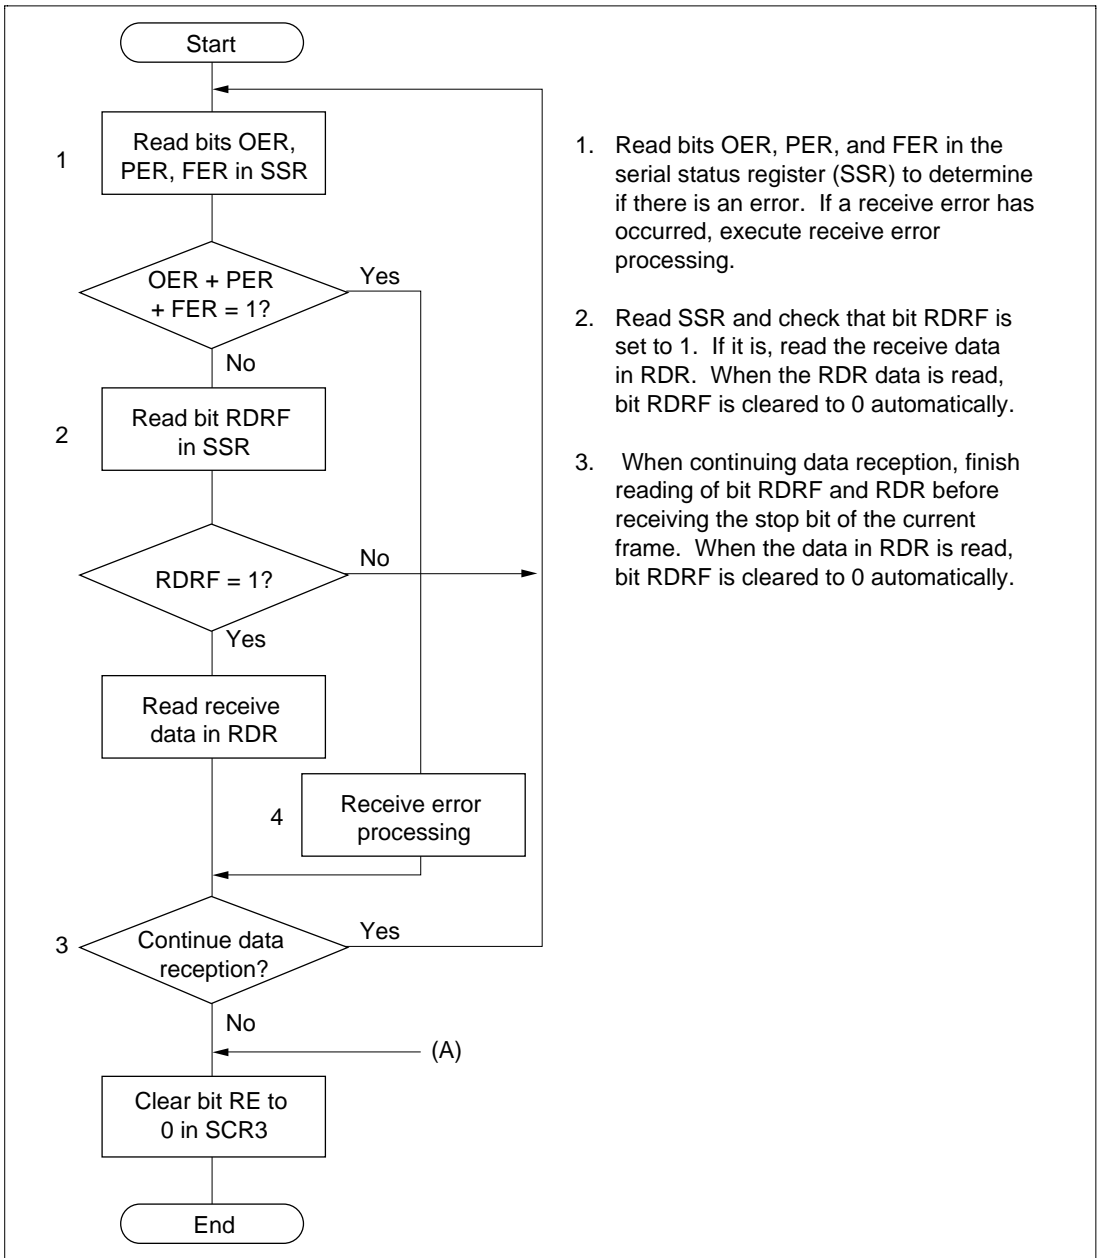 Start
1
Read bits OER,
PER, FER in SSR
OER + PER
+ FER = 1?
Yes
No
2
Read bit RDRF
in SSR
RDRF = 1?
No
Yes
Read receive
data in RDR
4
Receive error
processing
3
Continue data
reception?
Yes
No
(A)
Clear bit RE to
0 in SCR3
End
1. Read bits OER, PER, and FER in the
serial status register (SSR) to determine
if there is an error. If a receive error has
occurred, execute receive error
processing.
2. Read SSR and check that bit RDRF is
set to 1. If it is, read the receive data
in RDR. When the RDR data is read,
bit RDRF is cleared to 0 automatically.
3. When continuing data reception, finish
reading of bit RDRF and RDR before
receiving the stop bit of the current
frame. When the data in RDR is read,
bit RDRF is cleared to 0 automatically.